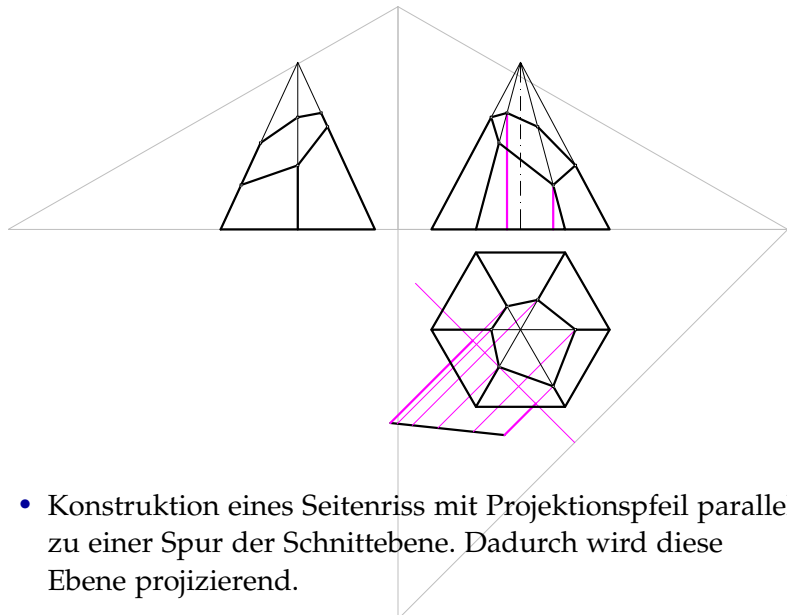 • Konstruktion eines Seitenriss mit Projektionspfeil paralle
zu einer Spur der Schnittebene. Dadurch wird diese
Ebene projizierend.